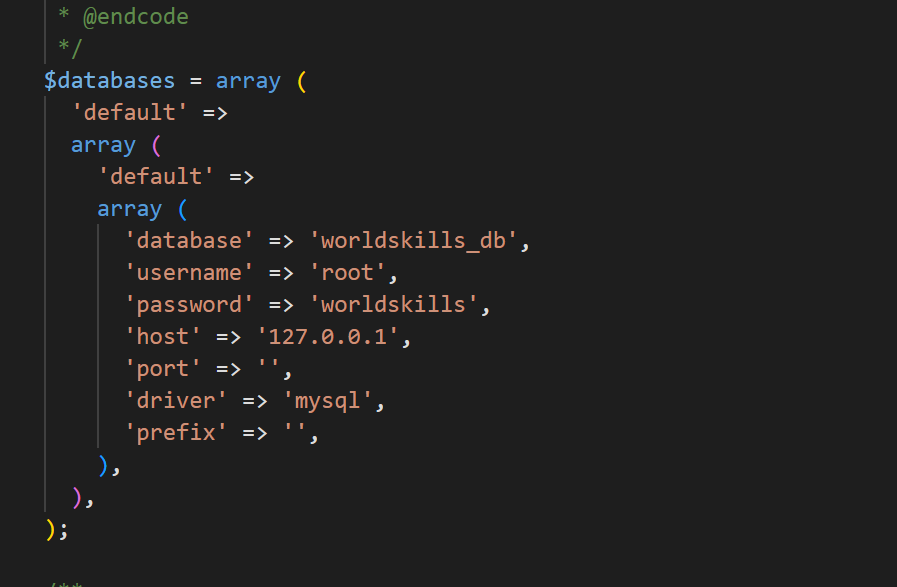 * @endcode
*/
$databases = array (
'default' =>
array (
'default' =>
array (
'database' => 'worldskills_db',
'username' => 'root',
'password' => 'worldskills',
'host' => '127.0.0.1',
'port' => '',
'driver' => 'mysql',
'prefix' => '',
),
),
);
/**